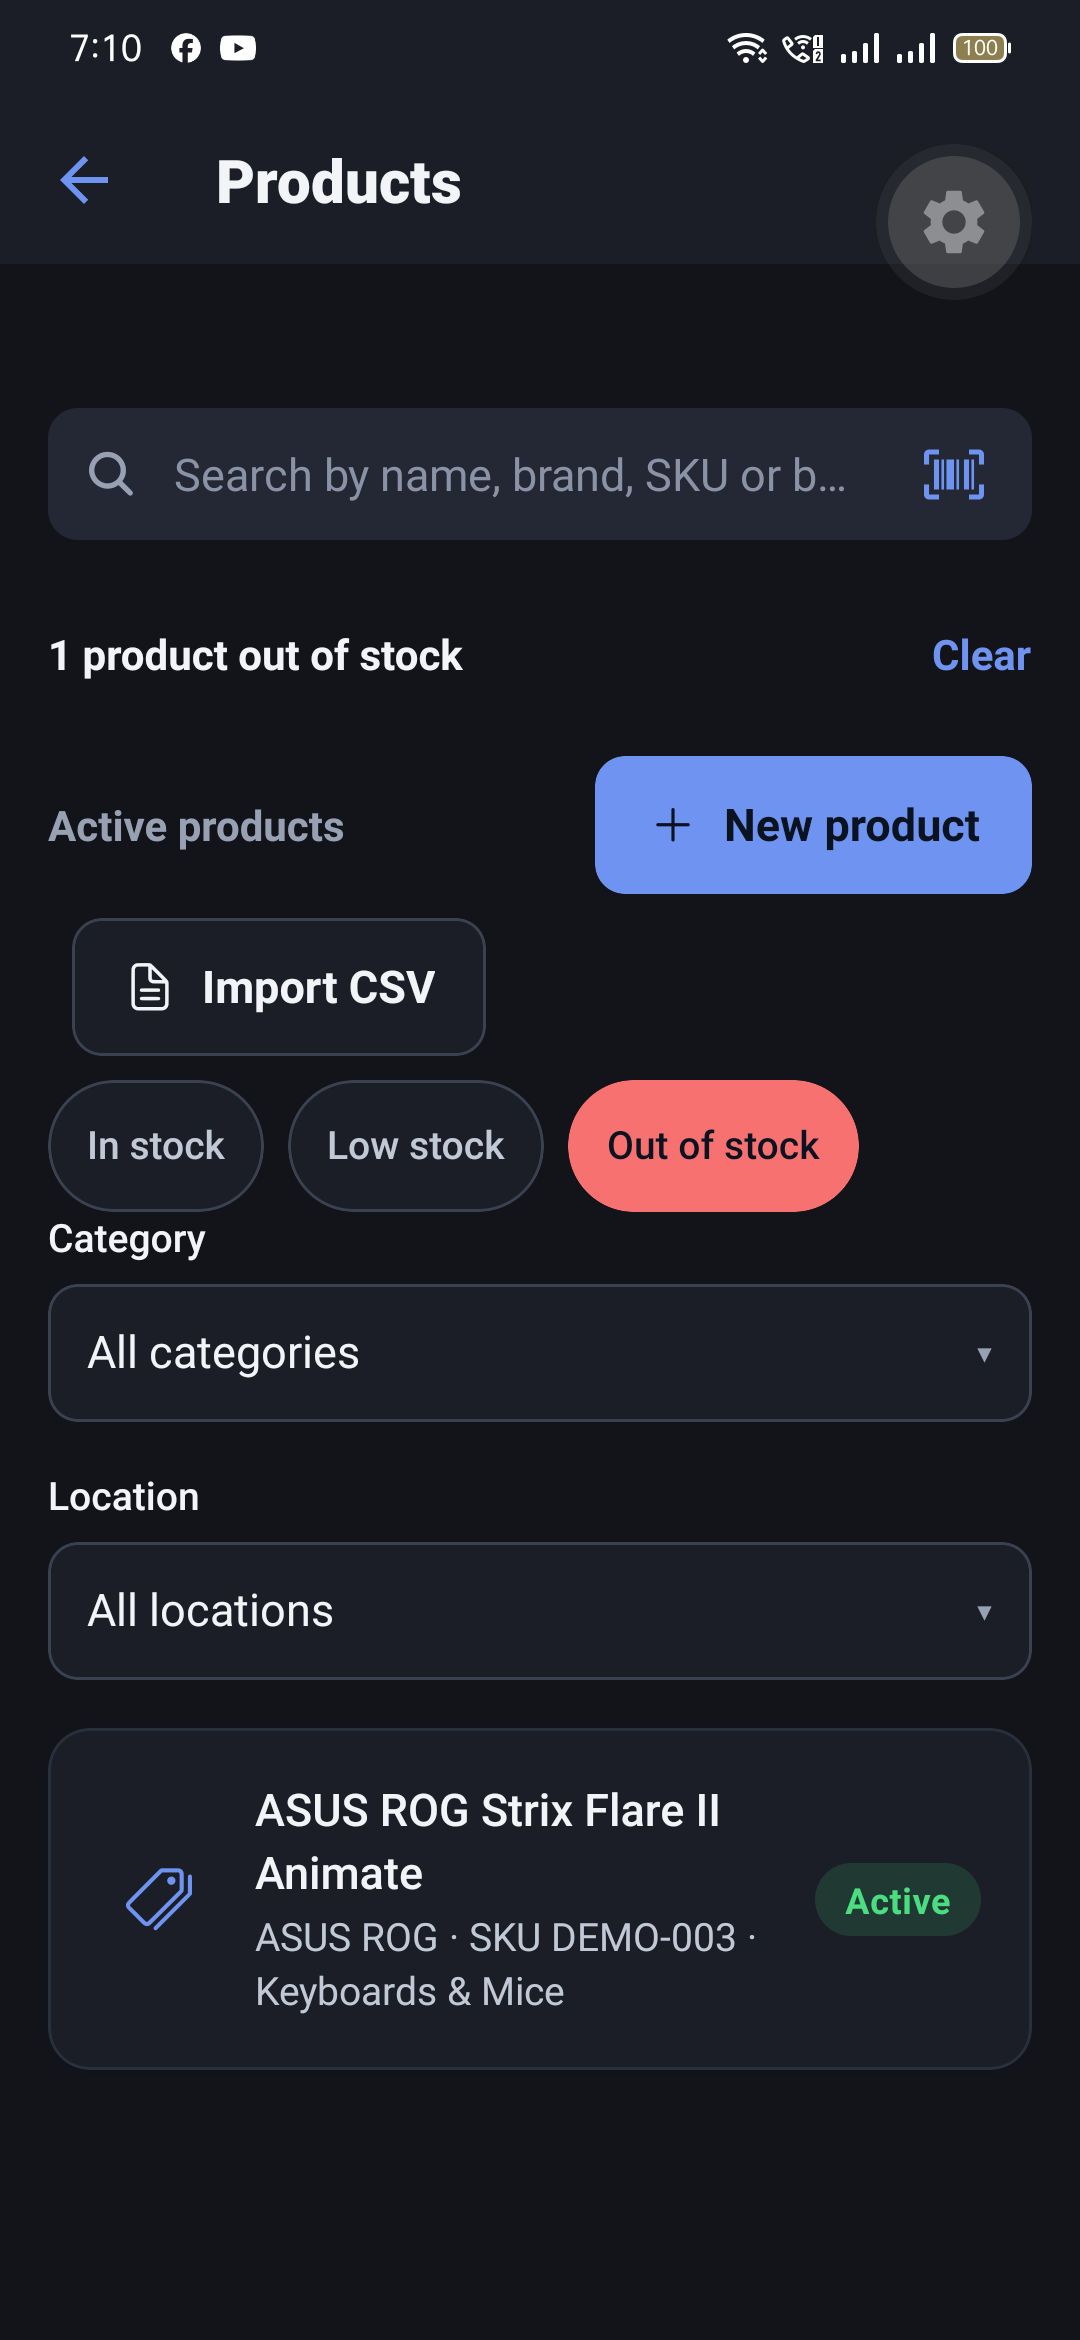 7:10
100
Products
Search by name, brand, SKU or b...
1 product out of stock
Clear
Active products
New product
Import CSV
In stock
Low stock
Out of stock
Category
All categories
Location
All locations
ASUS ROG Strix Flare II
Animate
Active
ASUS ROG · SKU DEMO-003 ·
Keyboards & Mice